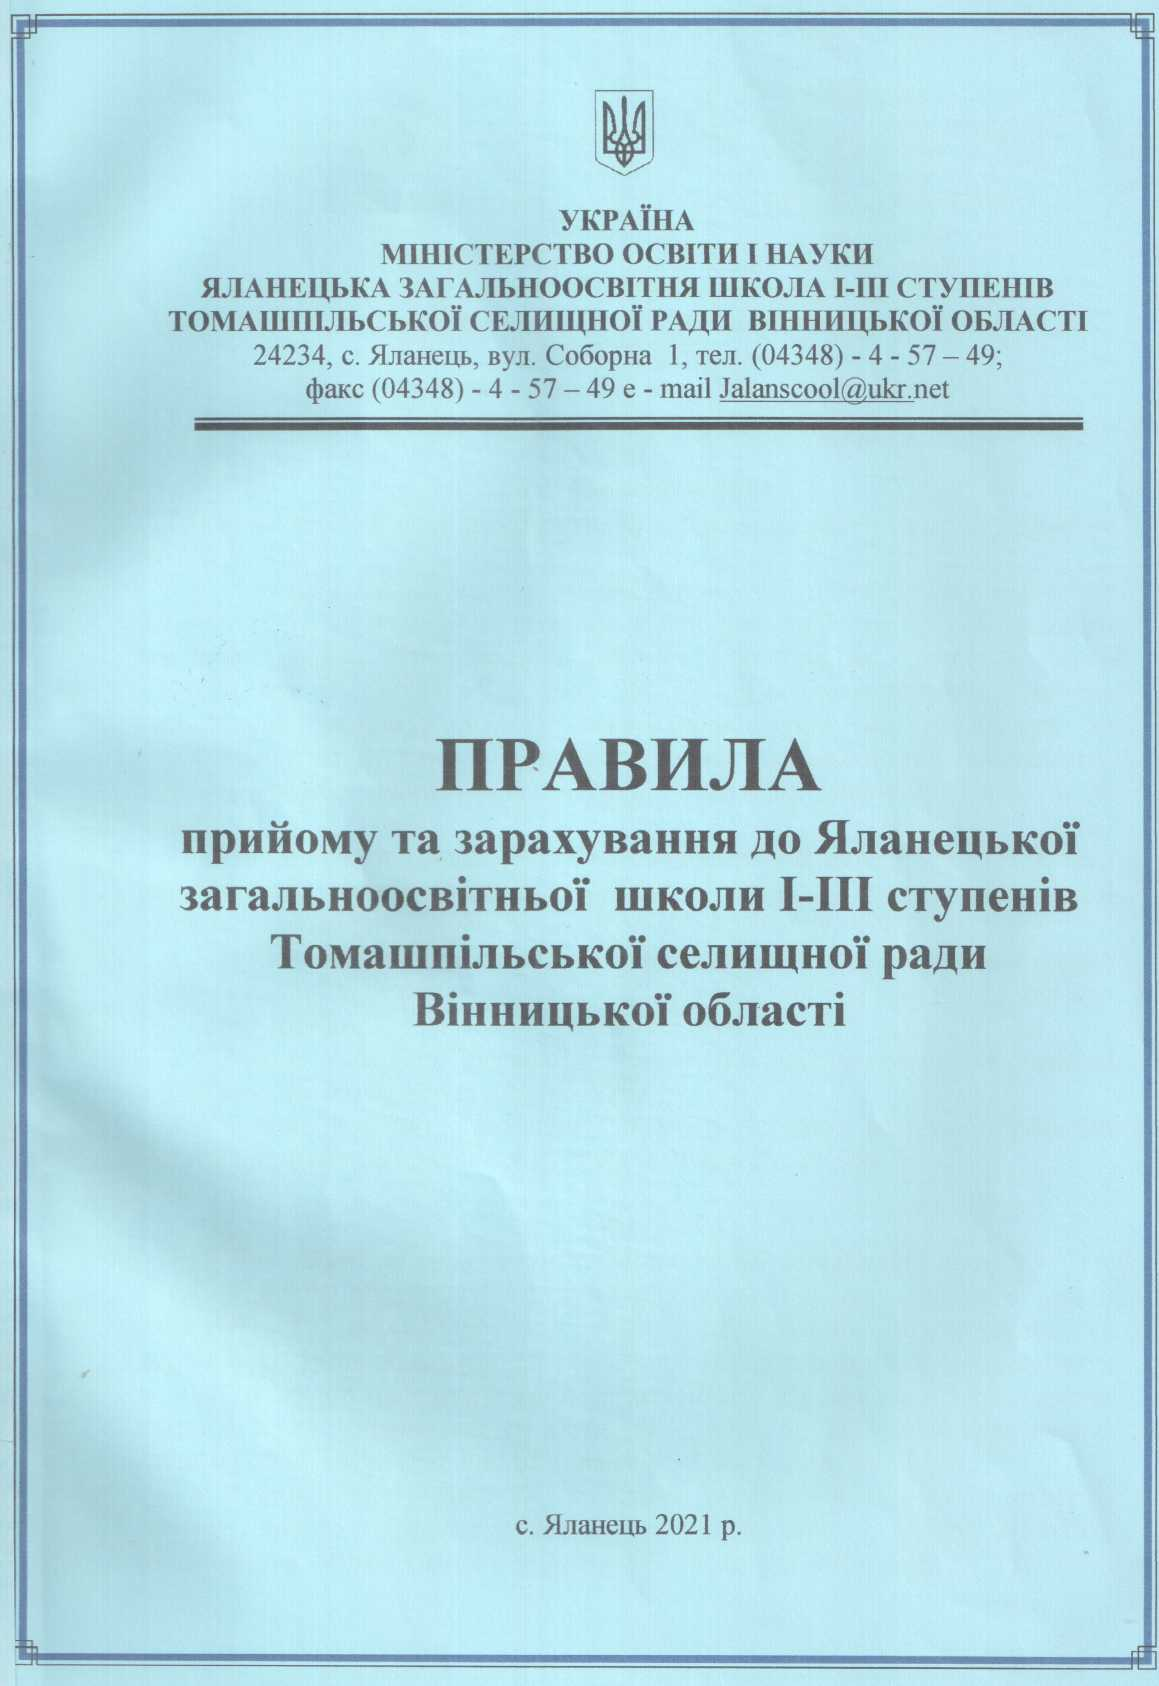 УКРАЇНА
МІНІСТЕРСТВО ОСВІТИ І НАУКИ
ЯЛАНЕЦЬКА ЗАГАЛЬНООСВІТНЯ ШКОЛА І-ІІІ СТУПЕНІВ
ТОМАШПІЛЬСЬКОЇ СЕЛИЩНОЇ РАДИ ВІННИЦЬКОЇ ОБЛАСТІ
24234, с. Яланець, вул. Соборна 1, тел. (04348) - 4 - 57 – 49;
факс (04348) - 4 - 57 – 49 e - mail Jalanscool@ukr.net
ПРАВИЛА
прийому та зарахування до Яланецької
загальноосвітньої школи І-ІІІ ступенів
Томашпільської селищної ради
Вінницької області
с. Яланець 2021 р.